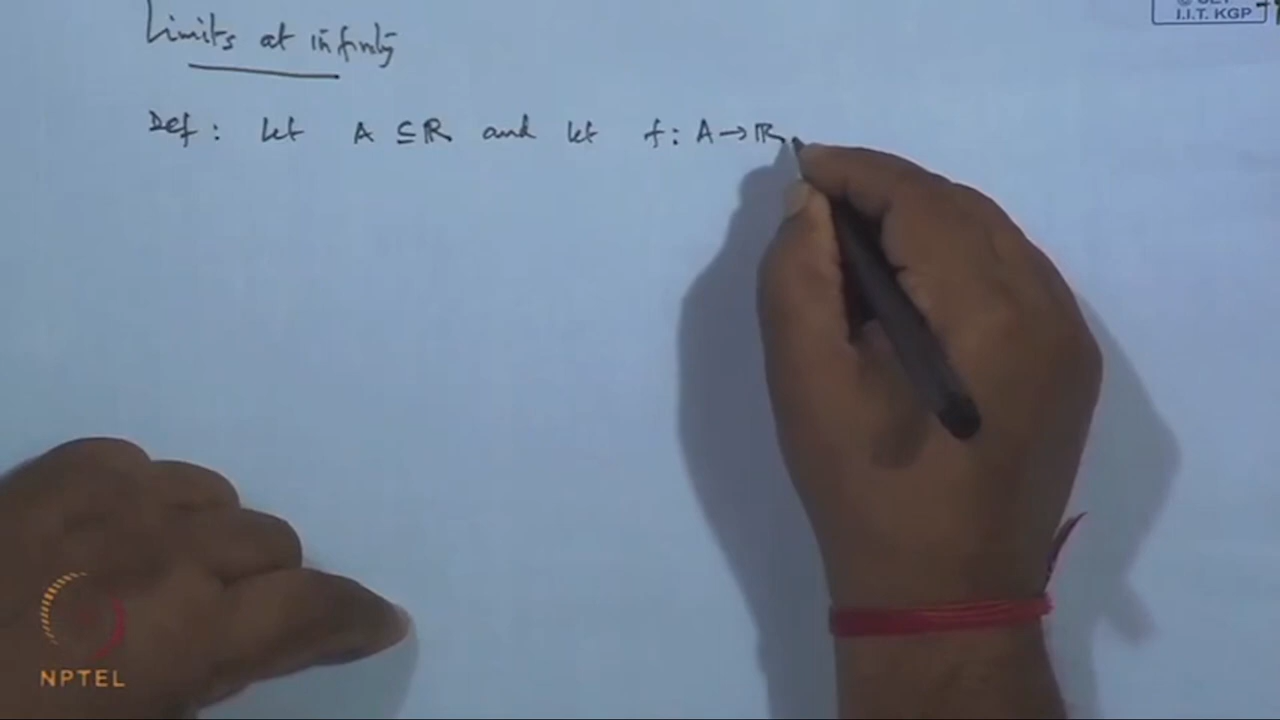 I.I.T. KGP
Limits at infinity
Def : Let A ⊆ ℝ and let f : A → ℝ
NPTEL